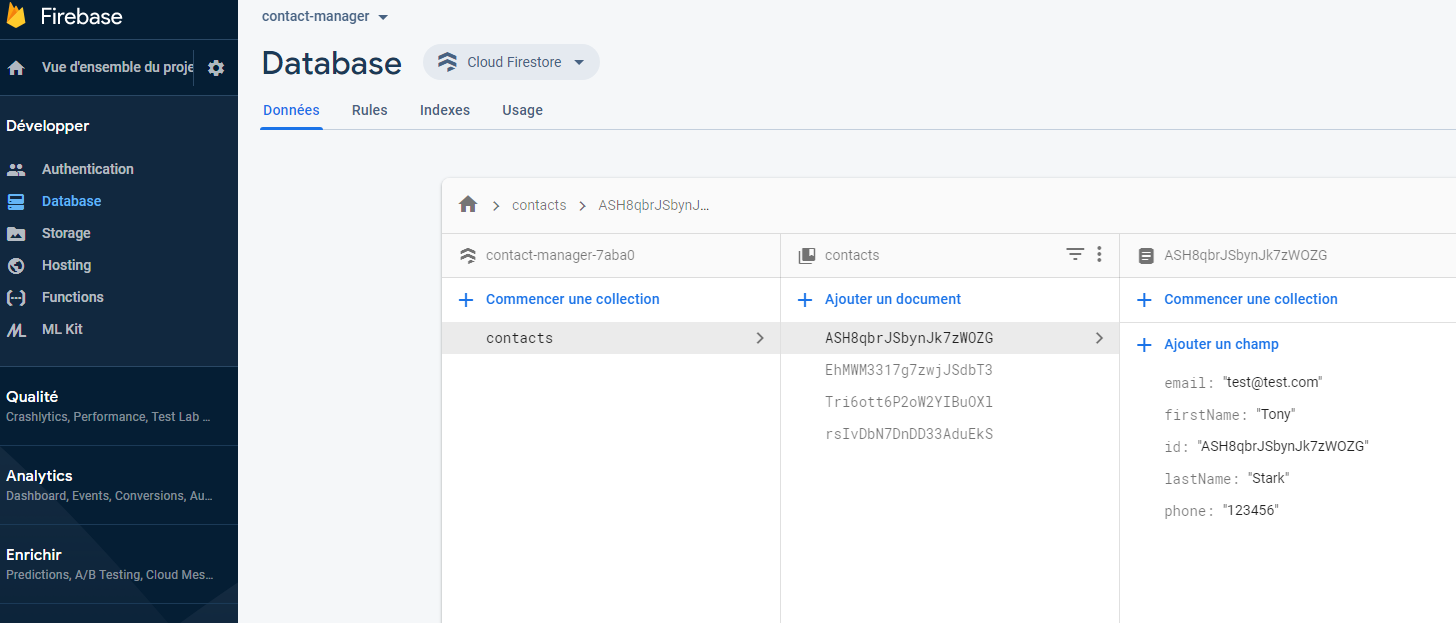 Firebase
Vue d'ensemble du proje
Développer
Authentication
Database
Storage
Hosting
Functions
ML Kit
Qualité
Crashlytics, Performance, Test Lab ...
Analytics
Dashboard, Events, Conversions, Au...
Enrichir
Predictions, A/B Testing, Cloud Mes...
contact-manager
Database
Cloud Firestore
Données Rules Indexes Usage
contacts ASH8qbrJSbynJ...
contact-manager-7aba0
Commencer une collection
contacts
contacts
Ajouter un document
ASH8qbrJSbynJk7zWOZG
EhMWM3317g7zwjJSdbT3
Tri6ott6P2oW2YIBuOXl
rsIvDbN7DnDD33AduEkS
ASH8qbrJSbynJk7zWOZG
Commencer une collection
Ajouter un champ
email: "test@test.com"
firstName: "Tony"
id: "ASH8qbrJSbynJk7zWOZG"
lastName: "Stark"
phone: "123456"